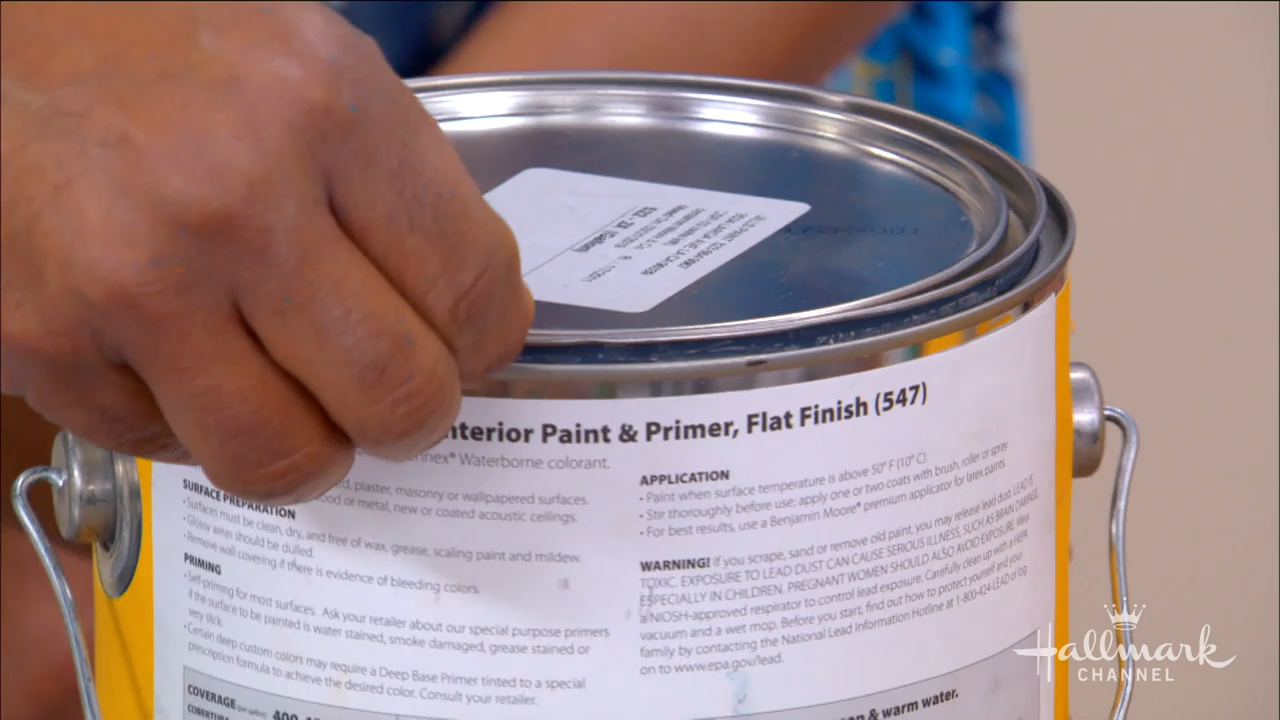 (Gallon)
nterior Paint & Primer, Flat Finish (547)
Waterborne colorant.
plaster, masonry or wallpapered surfaces.
or metal, new or coated acoustic ceilings.
SURFACE PREPARATION
• Surfaces must be clean, dry, and free of wax, grease, scaling paint and mildew.
• Glossy areas should be dulled.
• Remove wall covering if there is evidence of bleeding colors.
PRIMING
• Self-priming for most surfaces. Ask your retailer about our special purpose primers
if the surface to be painted is water stained, smoke damaged, grease stained or
very slick.
• Certain deep custom colors may require a Deep Base Primer tinted to a special
prescription formula to achieve the desired color. Consult your retailer.
COVERAGE
APPLICATION
• Paint when surface temperature is above 50° F (10° C).
• Stir thoroughly before use; apply one or two coats with brush, roller or spray.
• For best results, use a Benjamin Moore® premium applicator for latex paints.
WARNING! If you scrape, sand or remove old paint, you may release lead dust. LEAD IS
TOXIC. EXPOSURE TO LEAD DUST CAN CAUSE SERIOUS ILLNESS, SUCH AS BRAIN DAMAGE,
ESPECIALLY IN CHILDREN. PREGNANT WOMEN SHOULD ALSO AVOID EXPOSURE. Wear
a NIOSH-approved respirator to control lead exposure. Carefully clean up with a HEPA
vacuum and a wet mop. Before you start, find out how to protect yourself and your
family by contacting the National Lead Information Hotline at 1-800-424-LEAD or log
on to www.epa.gov/lead.
& warm water.
Hallmark
CHANNEL